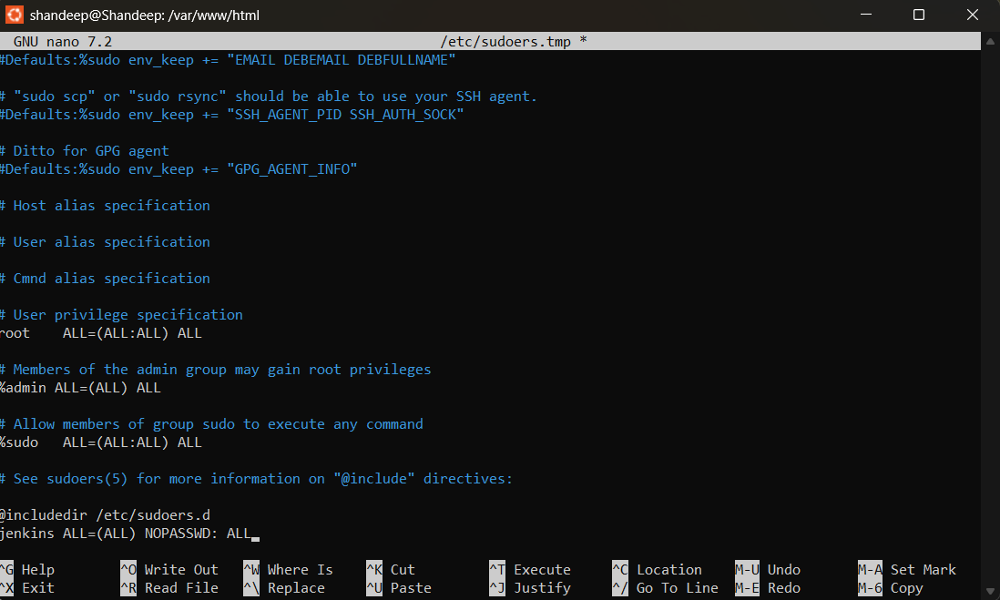 shandeep@Shandeep: /var/www/html
GNU nano 7.2 /etc/sudoers.tmp *
#Defaults:%sudo env_keep += "EMAIL DEBEMAIL DEBFULLNAME"
# "sudo scp" or "sudo rsync" should be able to use your SSH agent.
#Defaults:%sudo env_keep += "SSH_AGENT_PID SSH_AUTH_SOCK"
# Ditto for GPG agent
#Defaults:%sudo env_keep += "GPG_AGENT_INFO"
# Host alias specification
# User alias specification
# Cmnd alias specification
# User privilege specification
root    ALL=(ALL:ALL) ALL
# Members of the admin group may gain root privileges
%admin ALL=(ALL) ALL
# Allow members of group sudo to execute any command
%sudo   ALL=(ALL:ALL) ALL
# See sudoers(5) for more information on "@include" directives:
@includedir /etc/sudoers.d
jenkins ALL=(ALL) NOPASSWD: ALL
^G Help ^O Write Out ^W Where Is ^K Cut ^T Execute ^C Location M-U Undo M-A Set Mark
^X Exit ^R Read File ^\ Replace ^U Paste ^J Justify ^/ Go To Line M-E Redo M-6 Copy